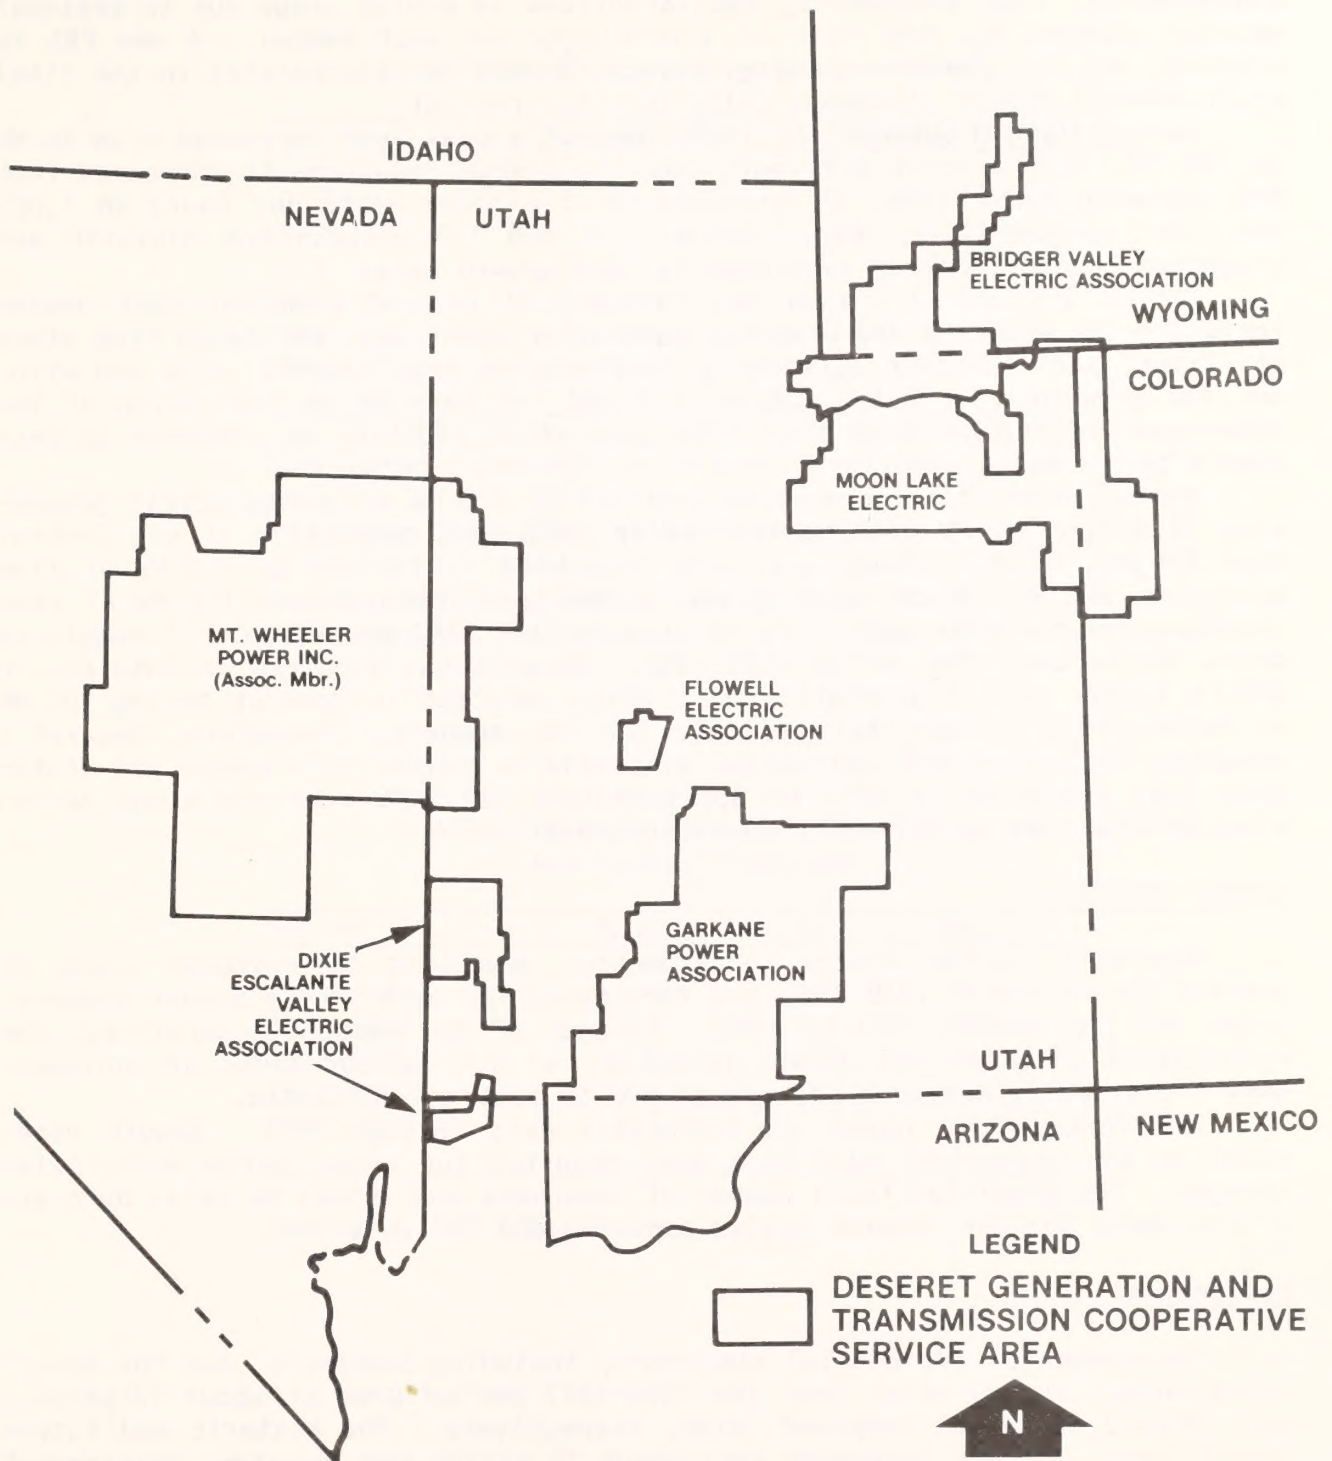 IDAHO
NEVADA
UTAH
BRIDGER VALLEY
ELECTRIC ASSOCIATION
WYOMING
COLORADO
MOON LAKE
ELECTRIC
MT. WHEELER
POWER INC.
(Assoc. Mbr.)
FLOWELL
ELECTRIC
ASSOCIATION
GARKANE
POWER
ASSOCIATION
DIXIE
ESCALANTE
VALLEY
ELECTRIC
ASSOCIATION
UTAH
ARIZONA
NEW MEXICO
LEGEND
DESERET GENERATION AND
TRANSMISSION COOPERATIVE
SERVICE AREA
N